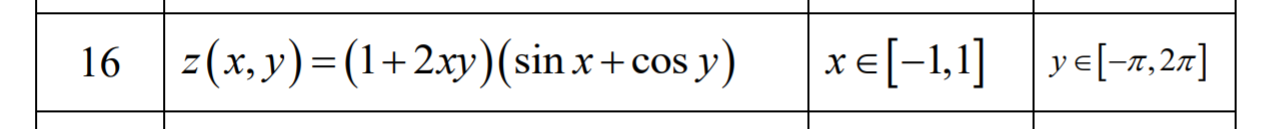 16 z(x, y) = (1 + 2xy)(sin x + cos y) x ∈ [−1,1] y ∈ [−π, 2π]